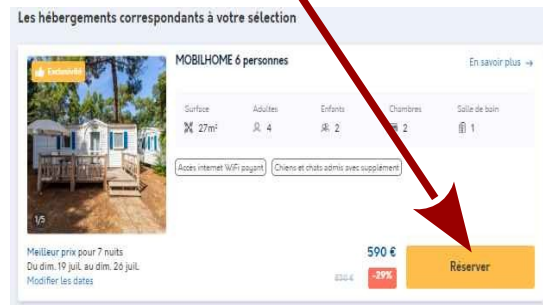 Les hébergements correspondants à votre sélection
Exclusivité
MOBILHOME 6 personnes
En savoir plus →
Surface
Adultes
Enfants
Chambres
Salle de bain
27m²
4
2
2
1
Accès internet WiFi payant
Chiens et chats admis avec supplément
1/5
Meilleur prix pour 7 nuits
Du dim. 19 juil. au dim. 26 juil.
Modifier les dates
590 €
-29%
Réserver